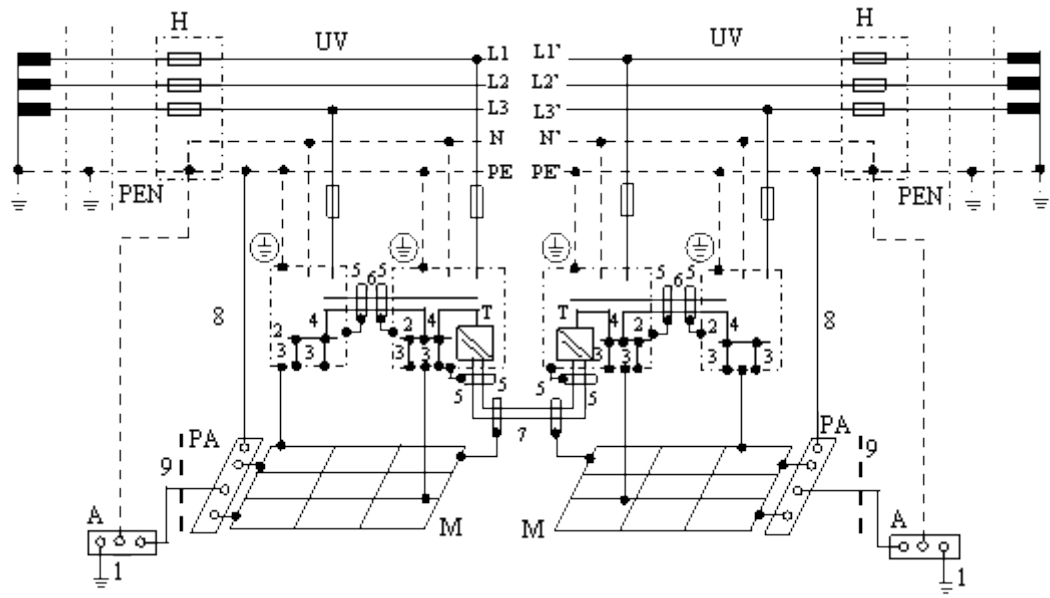 H UV UV H
L1 L1`
L2 L2`
L3 L3`
N N`
PE PE`
PEN PEN
5 6 5 5 6 5
T T
8 4 2 4 4 2 4 8
2
3 3 3 3 3 3 3 3
5 5
5 5
7
PA PA
9 9
A M M A
1 1